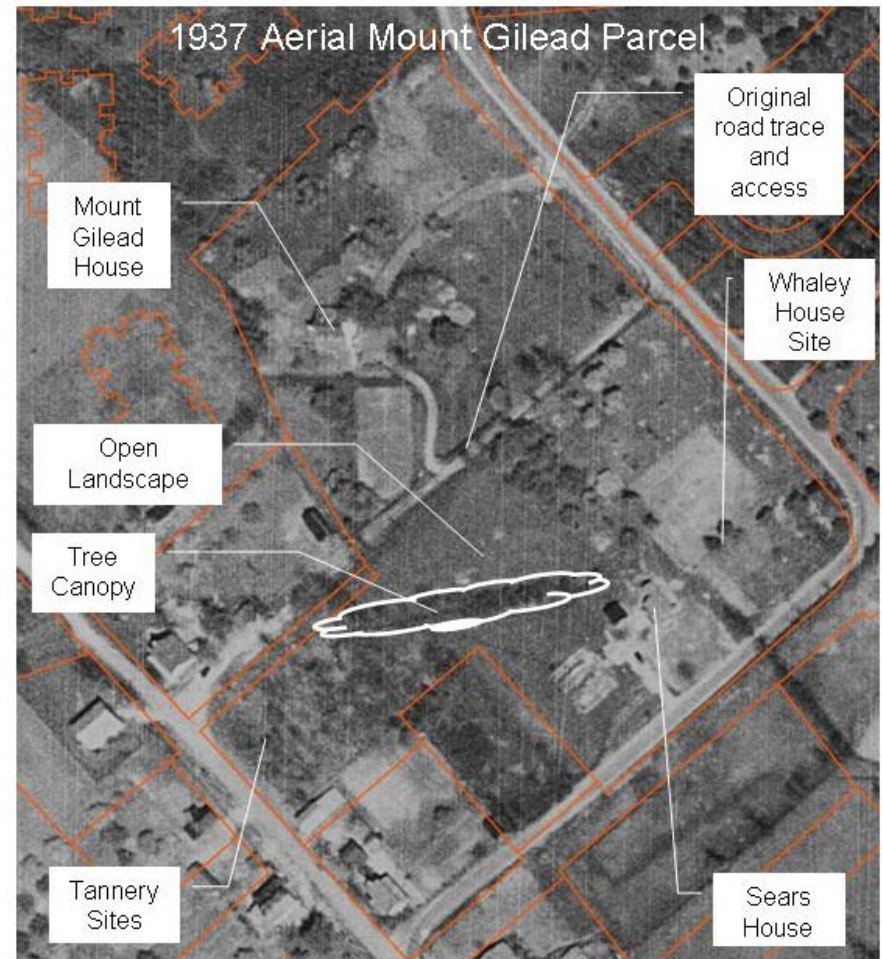 1937 Aerial Mount Gilead Parcel
Original
road trace
and
access
Mount
Gilead
House
Whaley
House
Site
Open
Landscape
Tree
Canopy
Tannery
Sites
Sears
House